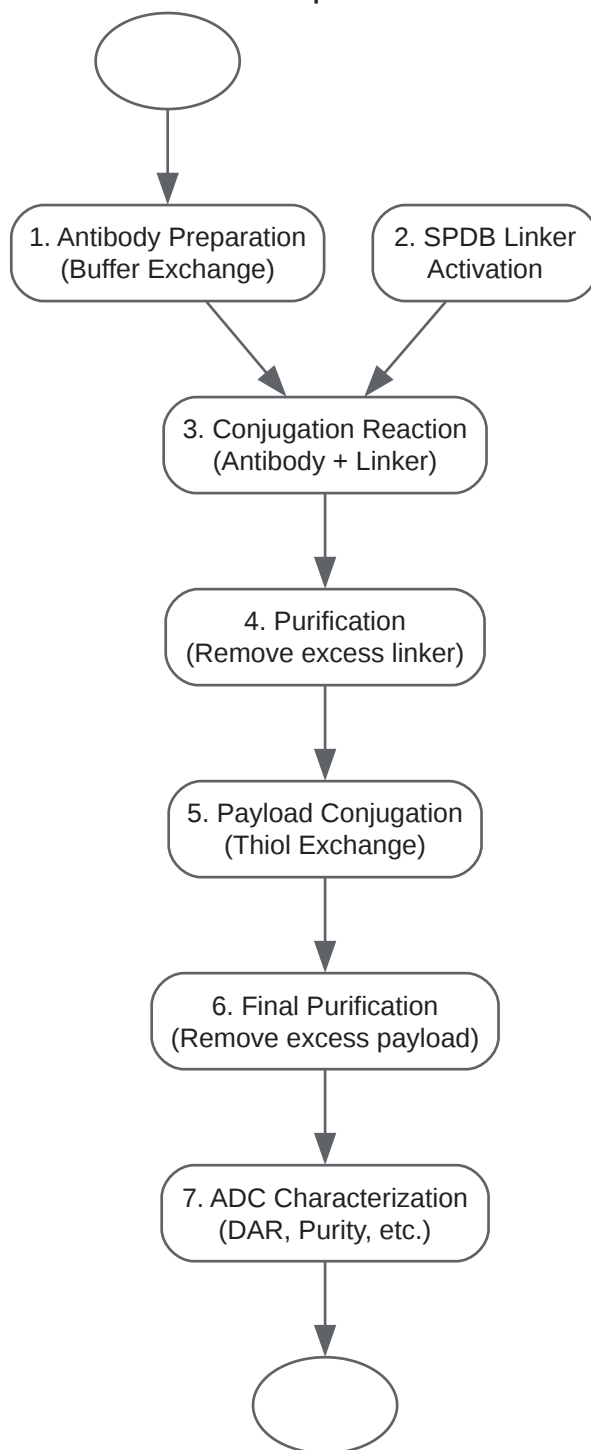 1. Antibody Preparation
(Buffer Exchange)
2. SPDB Linker
Activation
3. Conjugation Reaction
(Antibody + Linker)
4. Purification
(Remove excess linker)
5. Payload Conjugation
(Thiol Exchange)
6. Final Purification
(Remove excess payload)
7. ADC Characterization
(DAR, Purity, etc.)